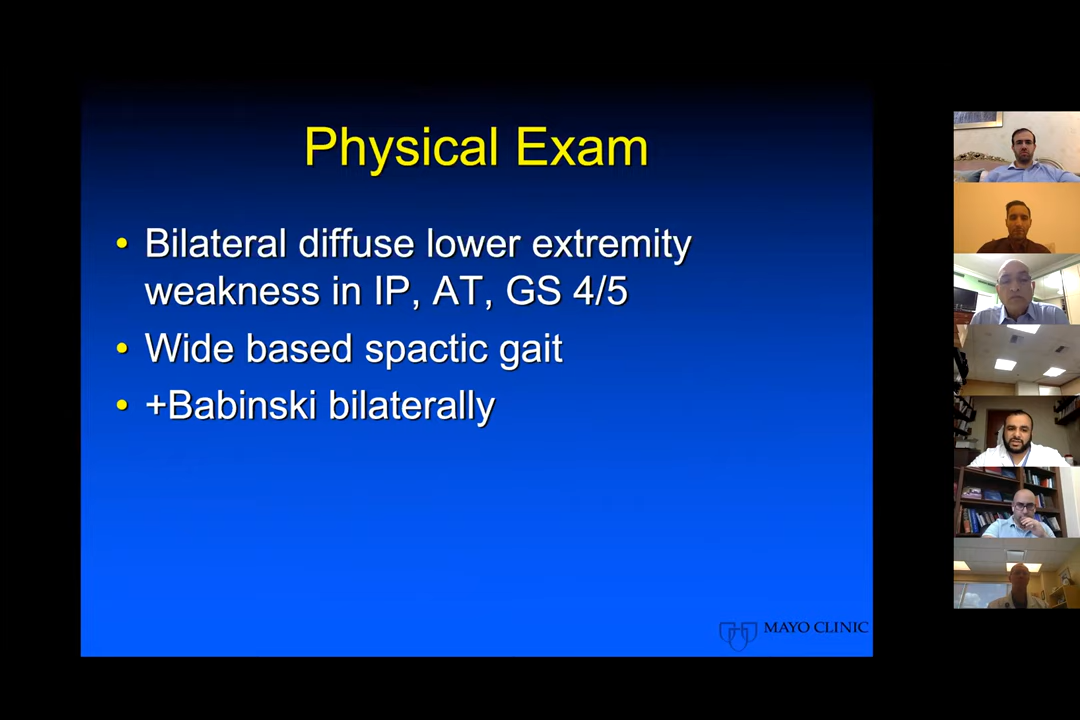 Physical Exam
• Bilateral diffuse lower extremity
weakness in IP, AT, GS 4/5
• Wide based spactic gait
• +Babinski bilaterally
MAYO CLINIC